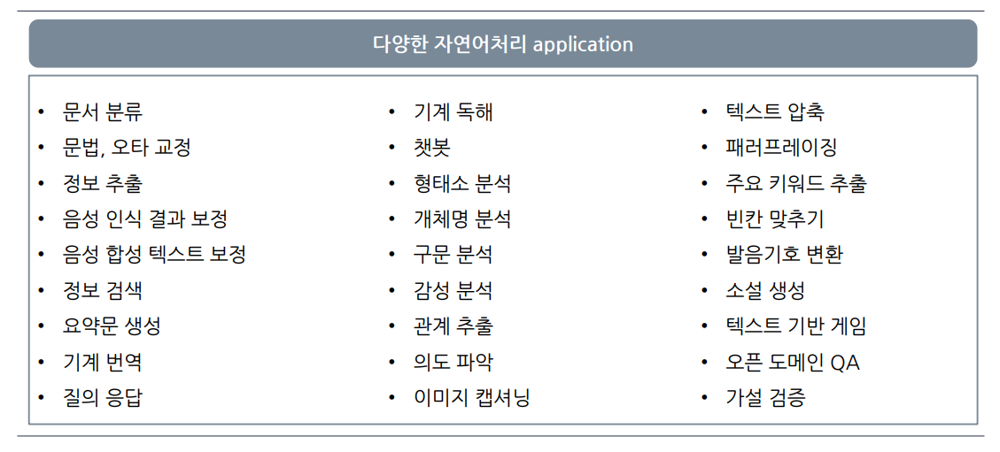 다양한 자연어처리 application
• 문서 분류
• 문법, 오타 교정
• 정보 추출
• 음성 인식 결과 보정
• 음성 합성 텍스트 보정
• 정보 검색
• 요약문 생성
• 기계 번역
• 질의 응답
• 기계 독해
• 챗봇
• 형태소 분석
• 개체명 분석
• 구문 분석
• 감성 분석
• 관계 추출
• 의도 파악
• 이미지 캡셔닝
• 텍스트 압축
• 패러프레이징
• 주요 키워드 추출
• 빈칸 맞추기
• 발음기호 변환
• 소설 생성
• 텍스트 기반 게임
• 오픈 도메인 QA
• 가설 검증